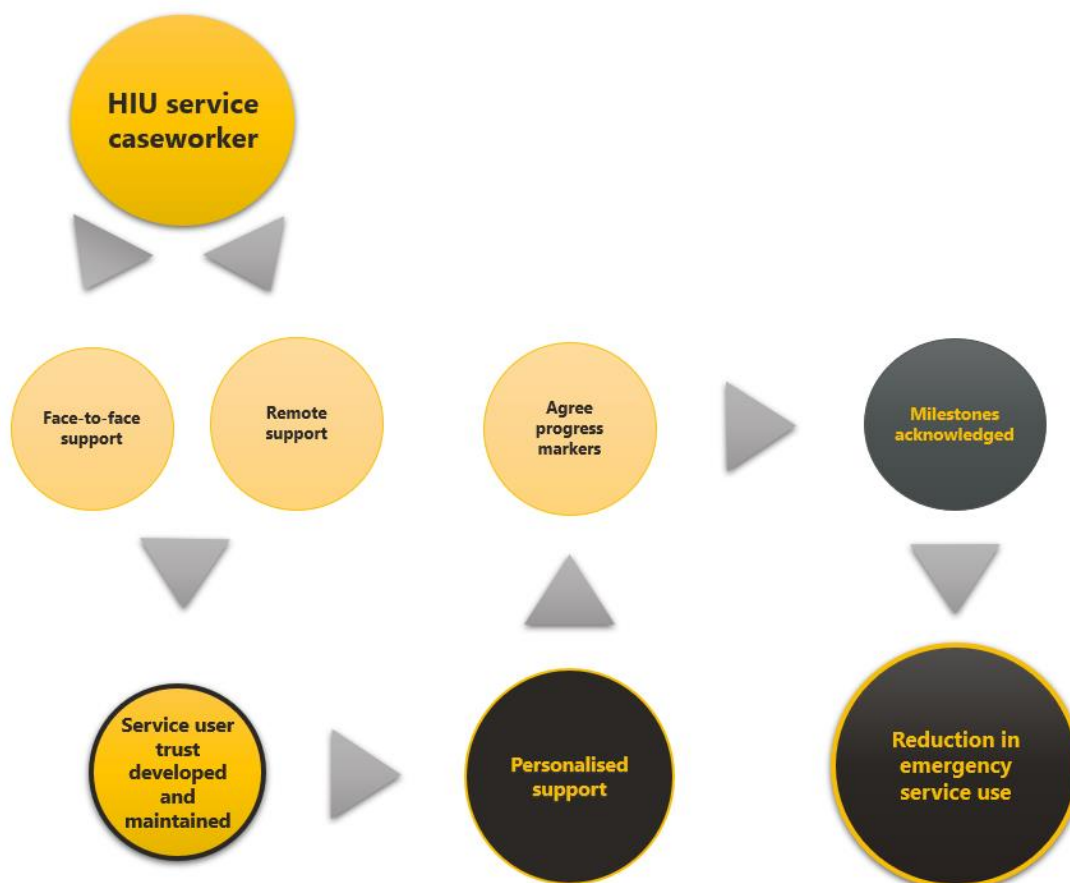 HIU service
caseworker
Face-to-face
support
Remote
support
Agree
progress
markers
Milestones
acknowledged
Service user
trust
developed
and
maintained
Personalised
support
Reduction in
emergency
service use